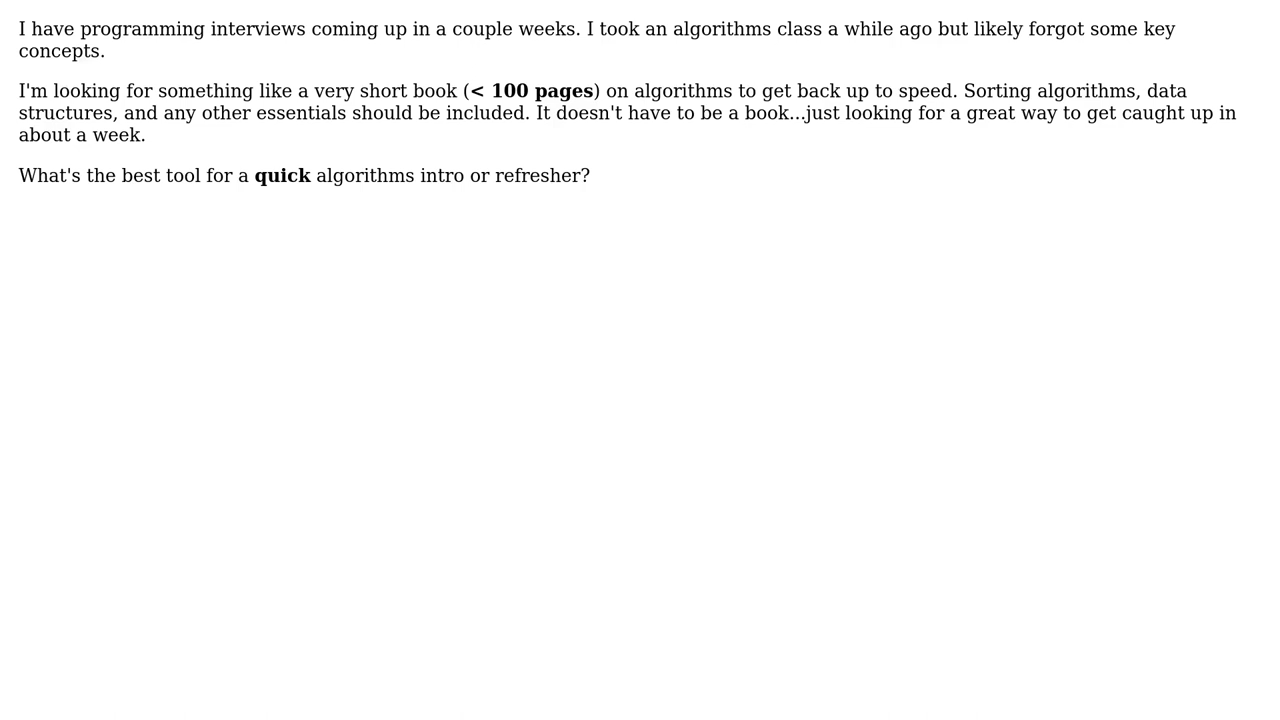 I have programming interviews coming up in a couple weeks. I took an algorithms class a while ago but likely forgot some key
concepts.
I'm looking for something like a very short book (< 100 pages) on algorithms to get back up to speed. Sorting algorithms, data
structures, and any other essentials should be included. It doesn't have to be a book...just looking for a great way to get caught up in
about a week.
What's the best tool for a quick algorithms intro or refresher?